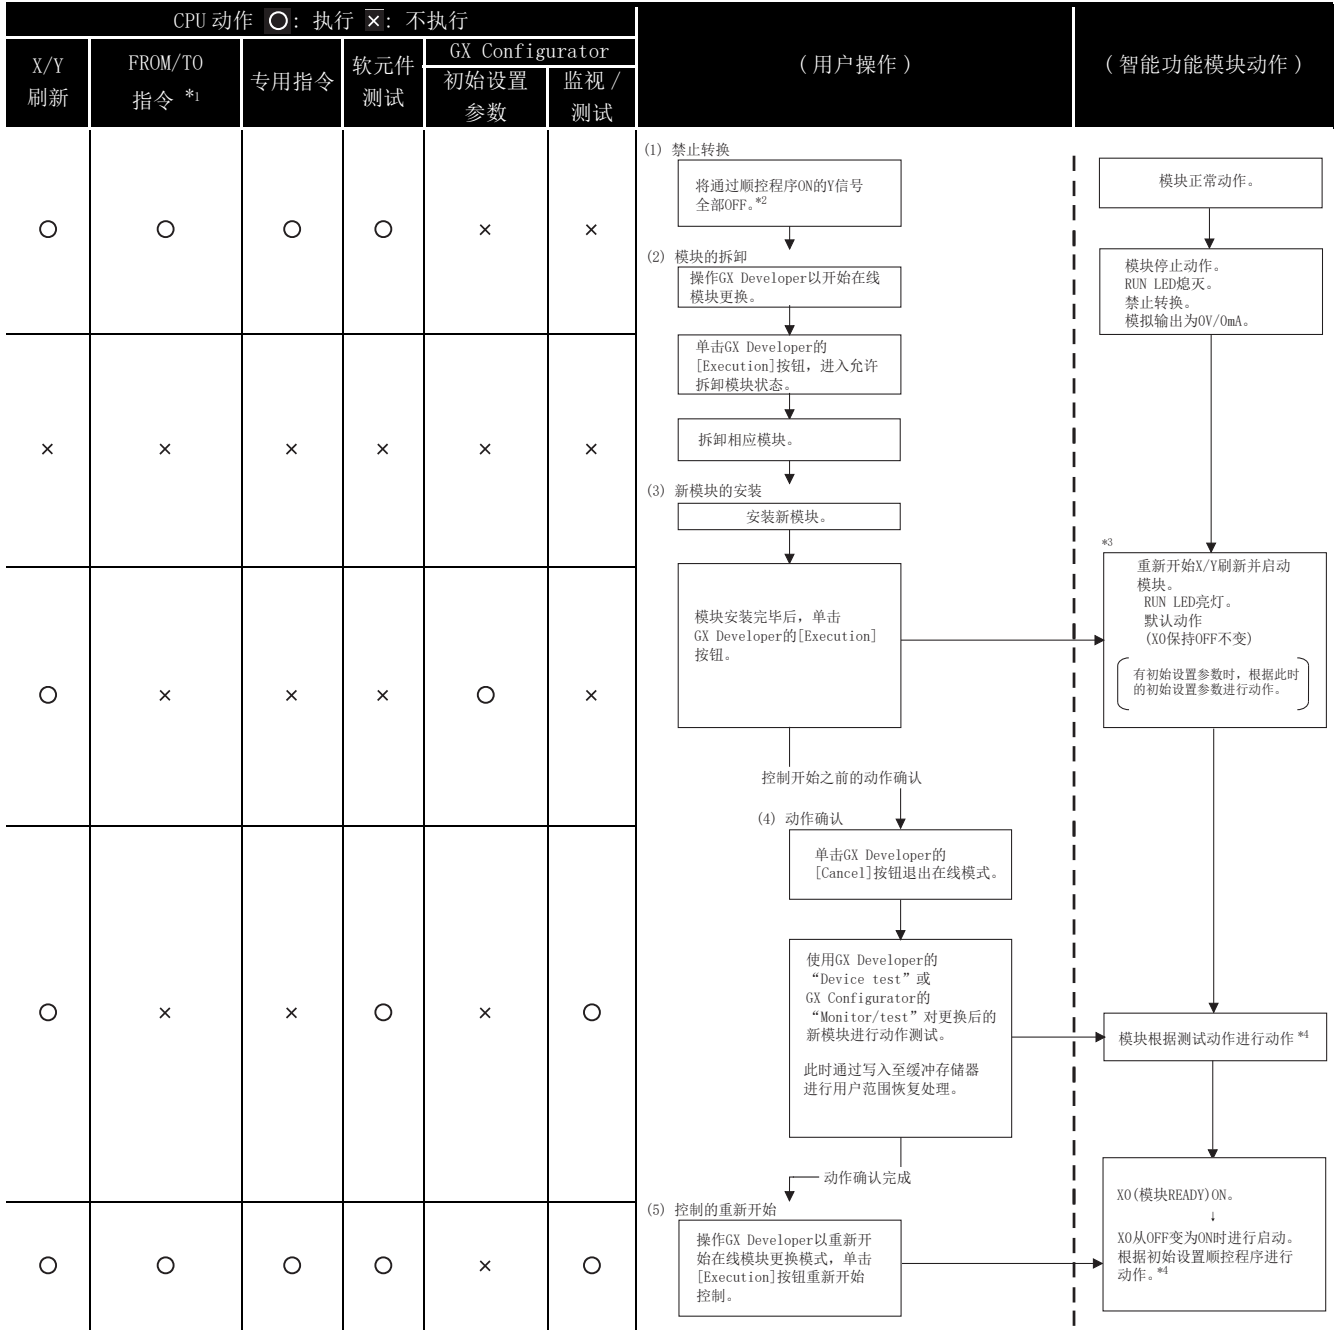 CPU 动作 ○: 执行 ×: 不执行
X/Y
刷新
FROM/TO
指令 *1
专用指令
软元件
测试
GX Configurator
初始设置
参数
监视 /
测试
(用户操作)
(智能功能模块动作)
○ ○ ○ ○ × ×
× × × × × ×
○ × × × ○ ×
○ × × ○ × ○
○ ○ ○ ○ × ○
(1) 禁止转换
将通过顺控程序ON的Y信号
全部OFF。*2
(2) 模块的拆卸
操作GX Developer以开始在线
模块更换。
单击GX Developer的
[Execution]按钮，进入允许
拆卸模块状态。
拆卸相应模块。
(3) 新模块的安装
安装新模块。
模块安装完毕后，单击
GX Developer的[Execution]
按钮。
控制开始之前的动作确认
(4) 动作确认
单击GX Developer的
[Cancel]按钮退出在线模式。
使用GX Developer的
“Device test”或
GX Configurator的
“Monitor/test”对更换后的
新模块进行动作测试。
此时通过写入至缓冲存储器
进行用户范围恢复处理。
动作确认完成
(5) 控制的重新开始
操作GX Developer以重新开
始在线模块更换模式，单击
[Execution]按钮重新开始
控制。
模块正常动作。
模块停止动作。
RUN LED熄灭。
禁止转换。
模拟输出为0V/0mA。
*3
重新开始X/Y刷新并启动
模块。
RUN LED亮灯。
默认动作
(X0保持OFF不变)
有初始设置参数时，根据此时
的初始设置参数进行动作。
模块根据测试动作进行动作 *4
X0(模块READY)ON。
↓
X0从OFF变为ON时进行启动。
根据初始设置顺控程序进行
动作。*4